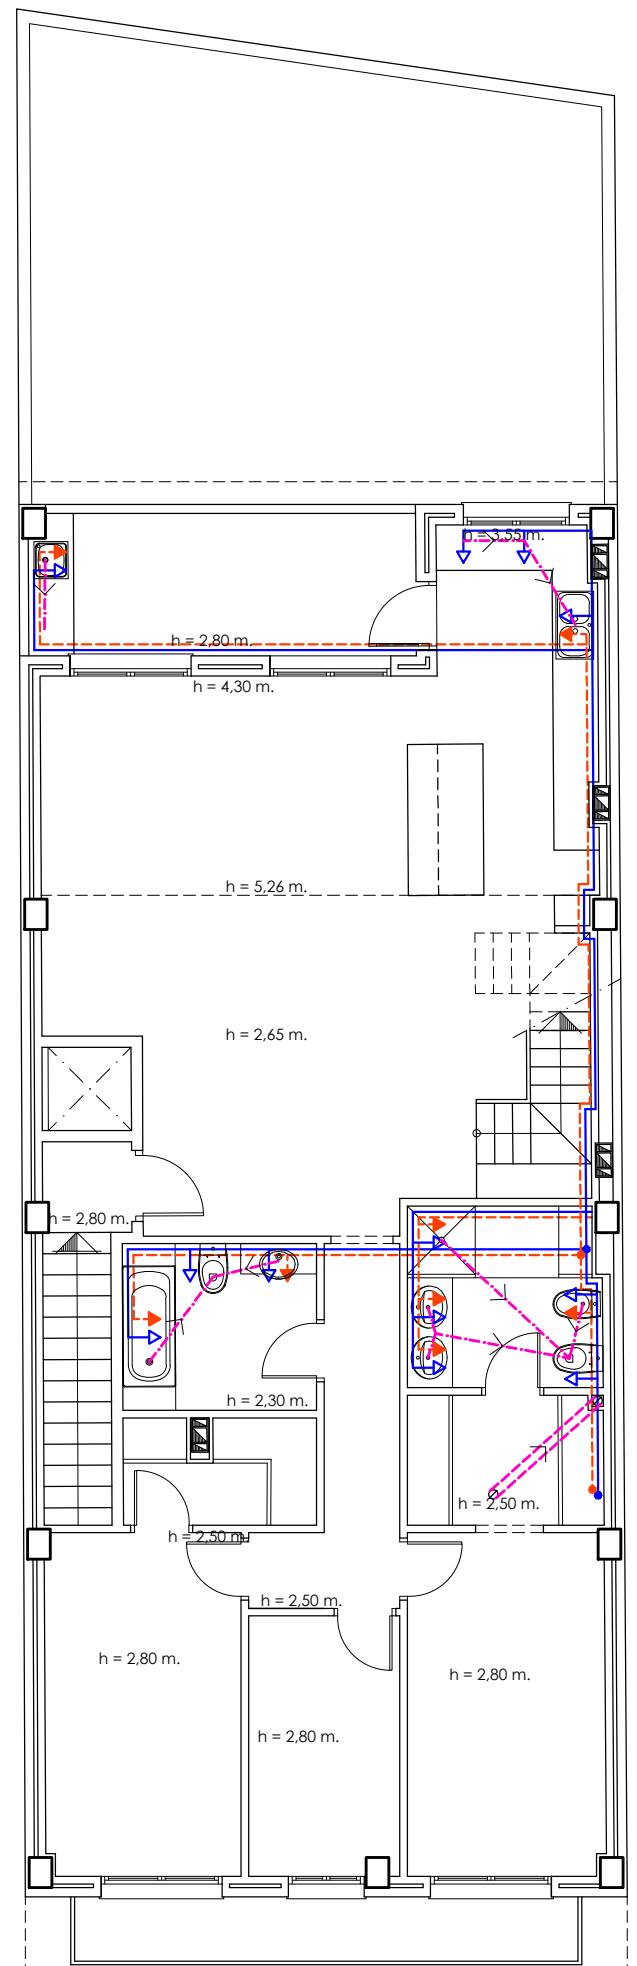 h = 3,55 m.
h = 2,80 m.
h = 4,30 m.
h = 5,26 m.
h = 2,65 m.
h = 2,80 m.
h = 2,30 m.
h = 2,50 m.
h = 2,50 m.
h = 2,50 m.
h = 2,80 m.
h = 2,80 m.
h = 2,80 m.